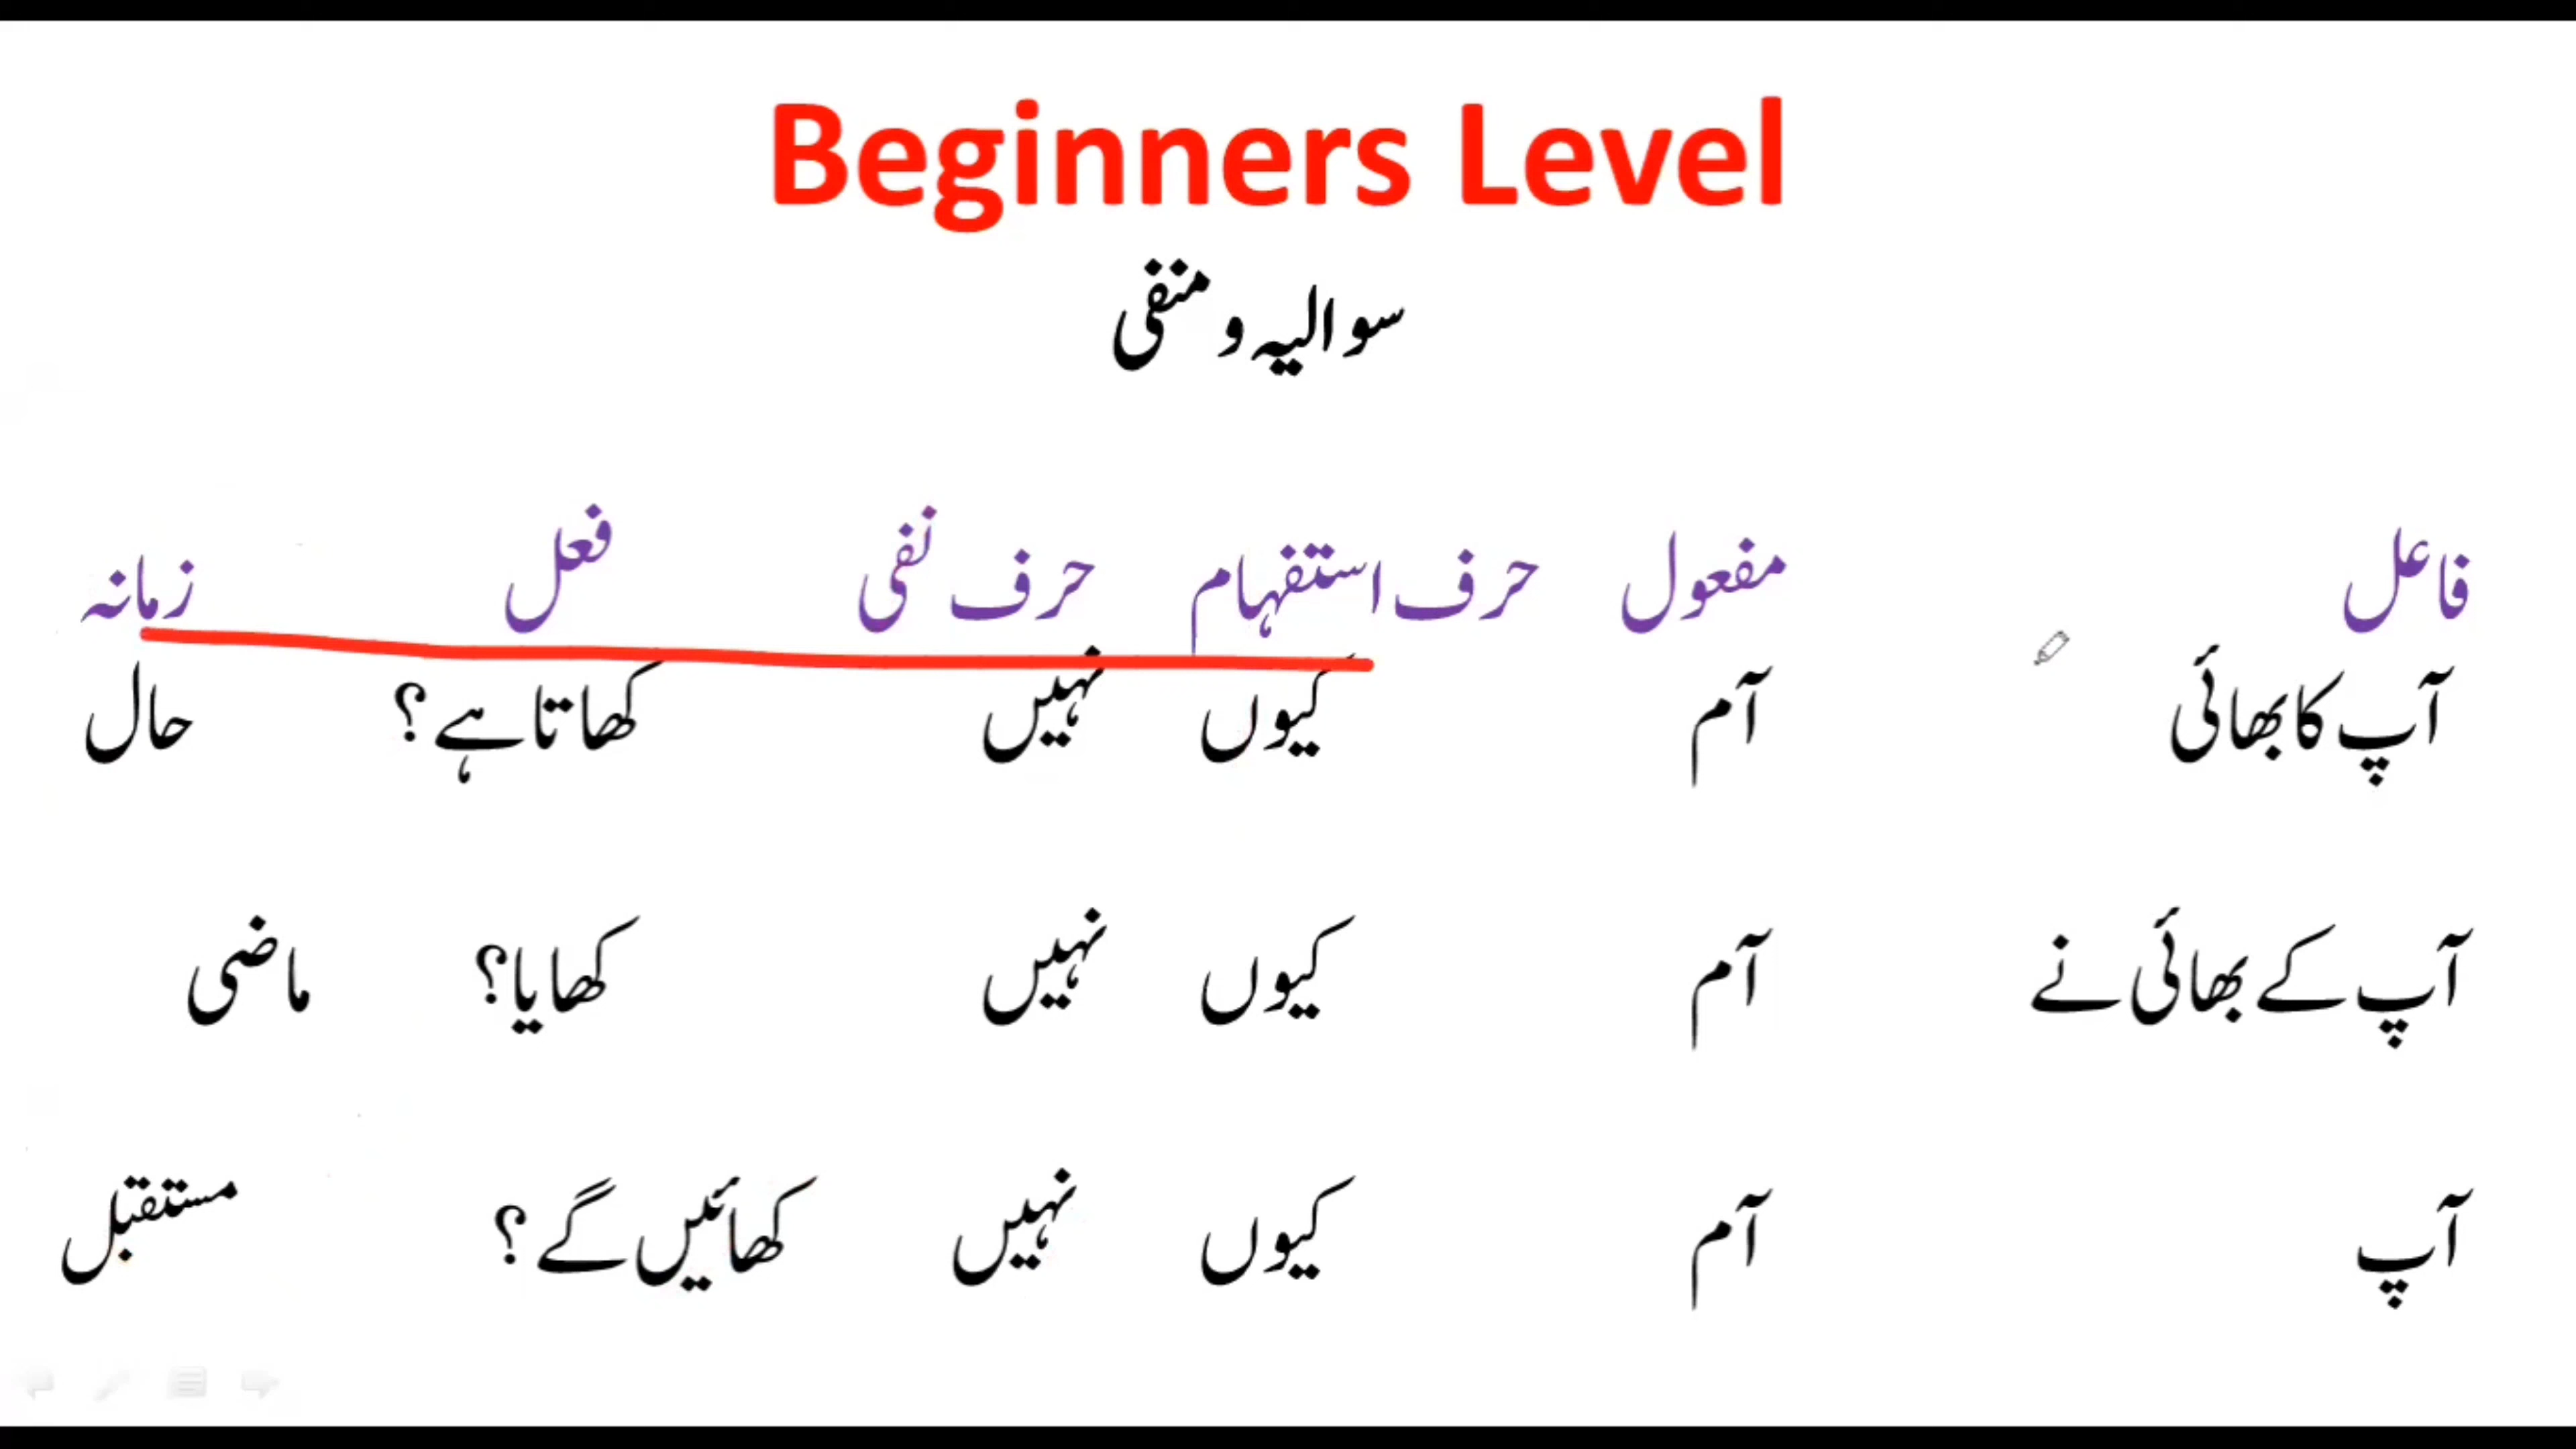 Beginners Level
سوالیہ و منفی
فاعل مفعول حرف استفہام حرف نفی فعل زمانہ
آپ کا بھائی آم کیوں نہیں کھاتا ہے؟ حال
آپ کے بھائی نے آم کیوں نہیں کھایا؟ ماضی
آپ آم کیوں نہیں کھائیں گے؟ مستقبل